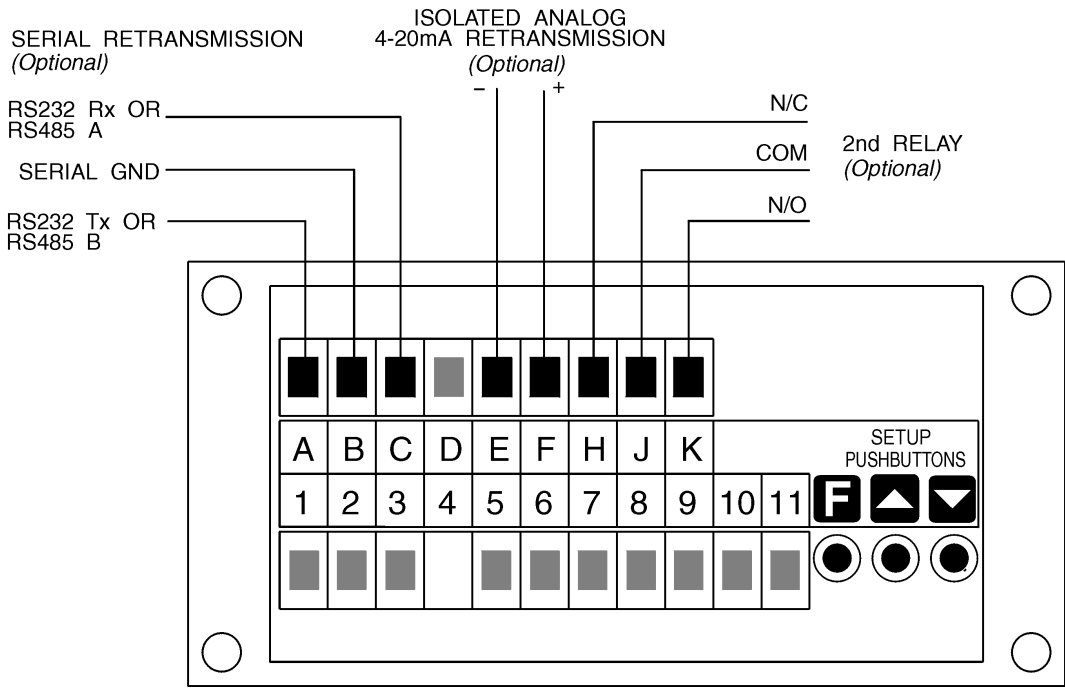 SERIAL RETRANSMISSION
(Optional)
ISOLATED ANALOG
4-20mA RETRANSMISSION
(Optional)
– +
RS232 Rx OR
RS485 A
SERIAL GND
RS232 Tx OR
RS485 B
N/C
COM
N/O
2nd RELAY
(Optional)
A B C D E F H J K
SETUP
PUSHBUTTONS
1 2 3 4 5 6 7 8 9 10 11
F